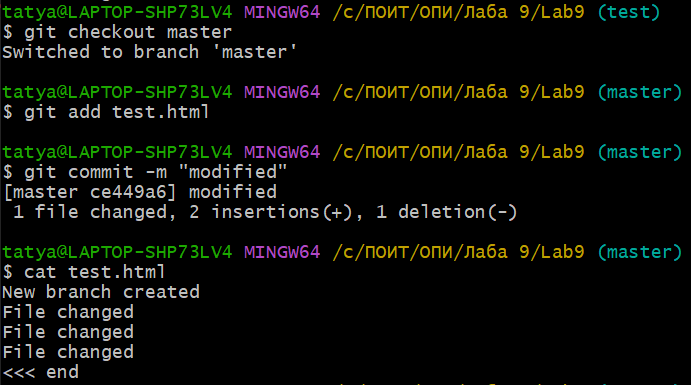 tatya@LAPTOP-SHP73LV4 MINGW64 /c/ПОИТ/ОПИ/Лаба 9/Lab9 (test)
$ git checkout master
Switched to branch 'master'
tatya@LAPTOP-SHP73LV4 MINGW64 /c/ПОИТ/ОПИ/Лаба 9/Lab9 (master)
$ git add test.html
tatya@LAPTOP-SHP73LV4 MINGW64 /c/ПОИТ/ОПИ/Лаба 9/Lab9 (master)
$ git commit -m "modified"
[master ce449a6] modified
 1 file changed, 2 insertions(+), 1 deletion(-)
tatya@LAPTOP-SHP73LV4 MINGW64 /c/ПОИТ/ОПИ/Лаба 9/Lab9 (master)
$ cat test.html
New branch created
File changed
File changed
File changed
<<< end